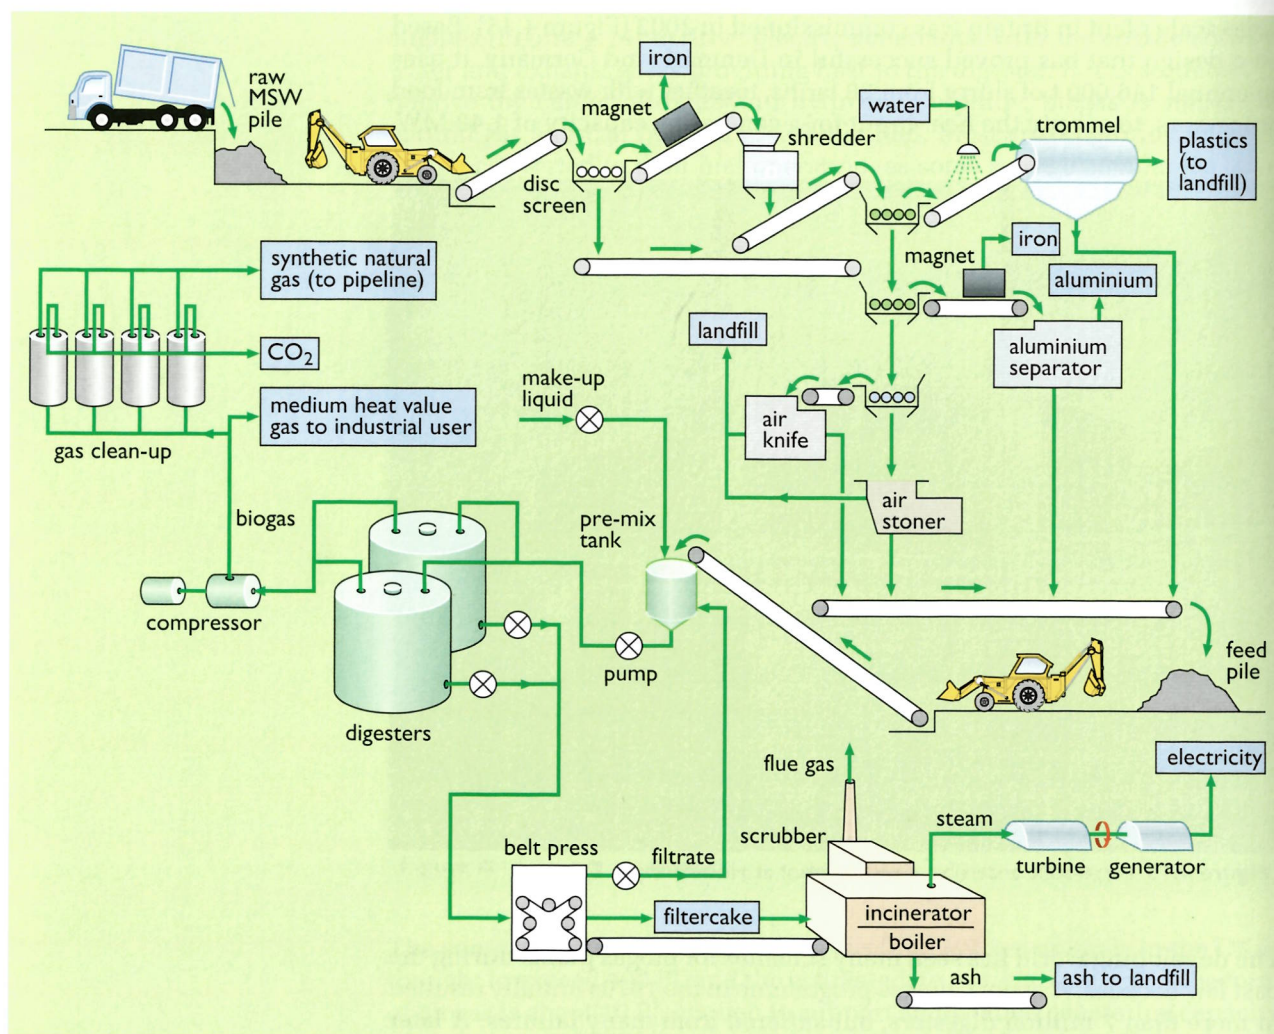 raw
MSW
pile
iron
magnet
water
shredder
trommel
plastics
(to
landfill)
disc
screen
iron
magnet
aluminium
synthetic natural
gas (to pipeline)
landfill
aluminium
separator
CO2
make-up
liquid
medium heat value
gas to industrial user
air
knife
gas clean-up
biogas
pre-mix
tank
air
stoner
compressor
pump
feed
pile
digesters
flue gas
electricity
scrubber
steam
belt press
filtrate
turbine
generator
filtercake
incinerator
boiler
ash
ash to landfill